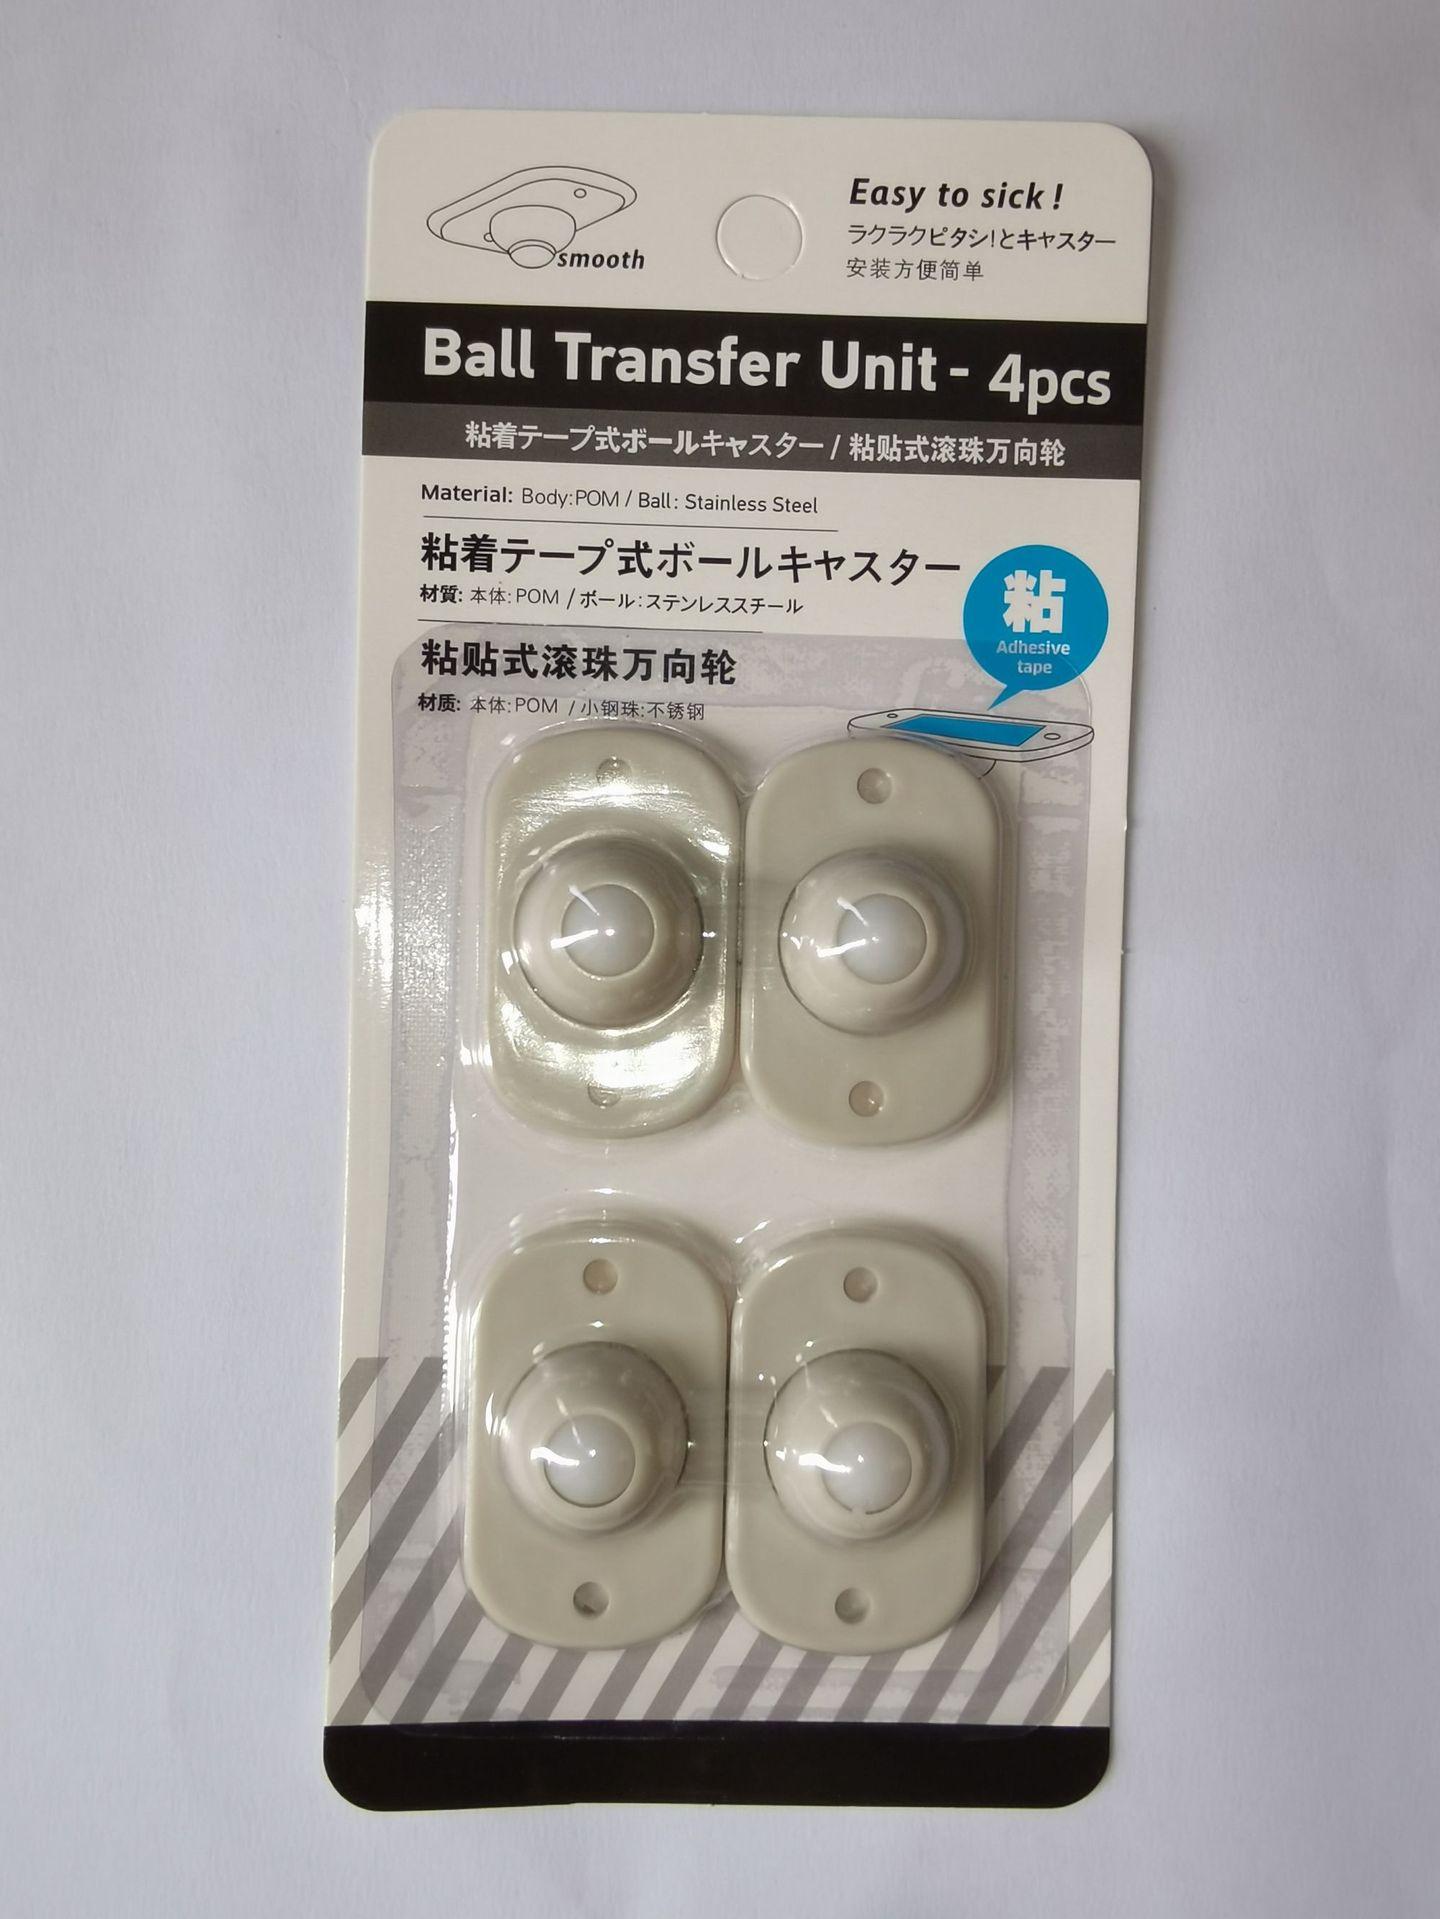 smooth
Easy to sick!
ラクラクピタシ!とキャスター
安装方便简单
Ball Transfer Unit - 4pcs
粘着テープ式ボールキャスター / 粘贴式滚珠万向轮
Material: Body:POM / Ball: Stainless Steel
粘着テープ式ボールキャスター
材質: 本体: POM / ボール:ステンレススチール
粘
Adhesive
tape
粘贴式滚珠万向轮
材质: 本体: POM / 小钢珠:不锈钢